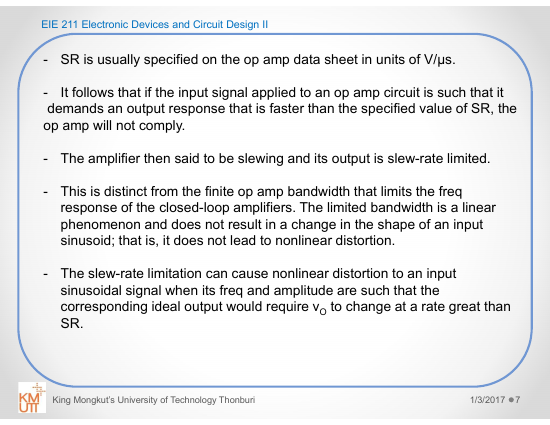 EIE 211 Electronic Devices and Circuit Design II
- SR is usually specified on the op amp data sheet in units of V/µs.
- It follows that if the input signal applied to an op amp circuit is such that it
demands an output response that is faster than the specified value of SR, the
op amp will not comply.
- The amplifier then said to be slewing and its output is slew-rate limited.
- This is distinct from the finite op amp bandwidth that limits the freq
response of the closed-loop amplifiers. The limited bandwidth is a linear
phenomenon and does not result in a change in the shape of an input
sinusoid; that is, it does not lead to nonlinear distortion.
- The slew-rate limitation can cause nonlinear distortion to an input
sinusoidal signal when its freq and amplitude are such that the
corresponding ideal output would require vO to change at a rate great than
SR.
KM
UTT
King Mongkut's University of Technology Thonburi
1/3/2017 ●7